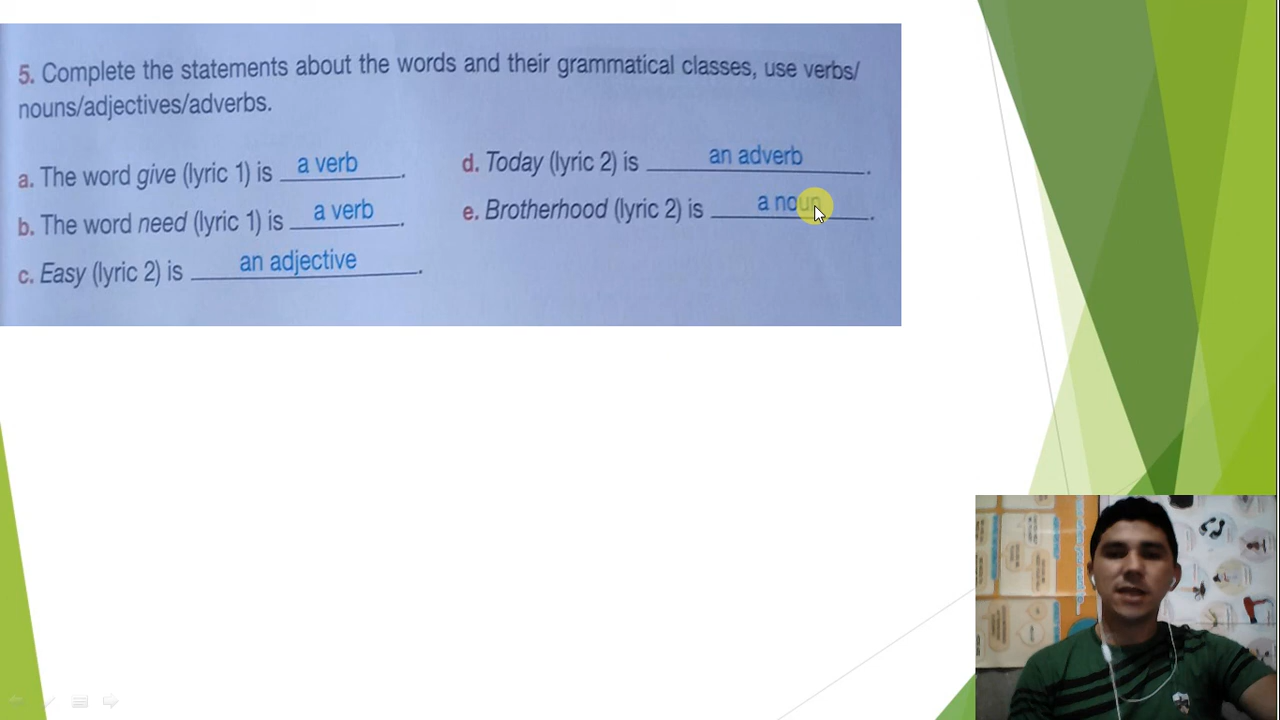 5. Complete the statements about the words and their grammatical classes, use verbs/
nouns/adjectives/adverbs.
a. The word give (lyric 1) is a verb.
b. The word need (lyric 1) is a verb.
c. Easy (lyric 2) is an adjective.
d. Today (lyric 2) is an adverb.
e. Brotherhood (lyric 2) is a noun.